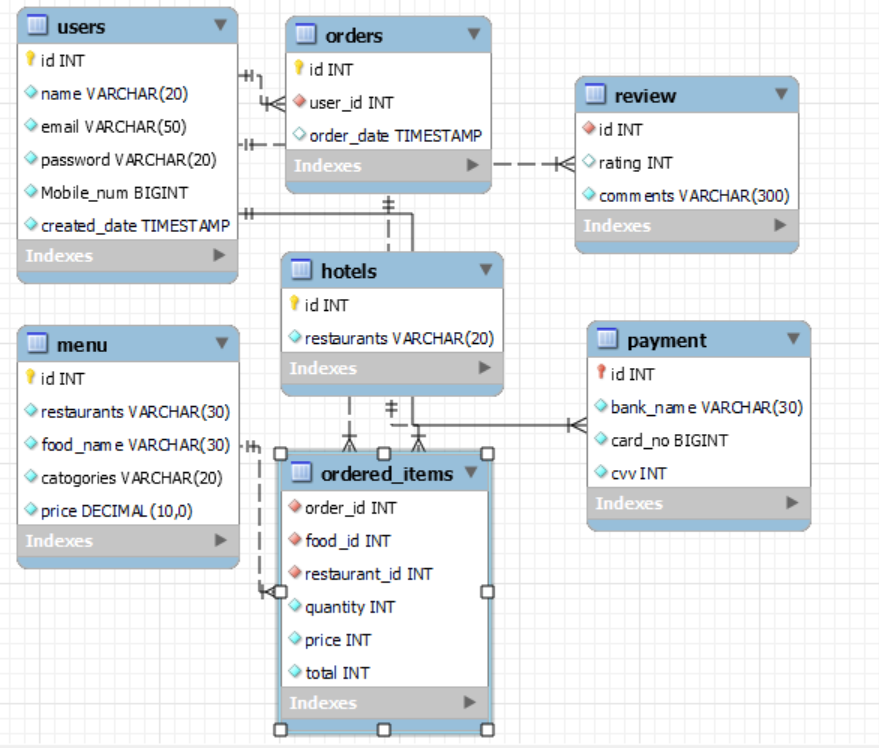 users
id INT
name VARCHAR(20)
email VARCHAR(50)
password VARCHAR(20)
Mobile_num BIGINT
created_date TIMESTAMP
Indexes
orders
id INT
user_id INT
order_date TIMESTAMP
Indexes
review
id INT
rating INT
comments VARCHAR(300)
Indexes
hotels
id INT
restaurants VARCHAR(20)
Indexes
menu
id INT
restaurants VARCHAR(30)
food_name VARCHAR(30)
catogories VARCHAR(20)
price DECIMAL(10,0)
Indexes
payment
id INT
bank_name VARCHAR(30)
card_no BIGINT
cvv INT
Indexes
ordered_items
order_id INT
food_id INT
restaurant_id INT
quantity INT
price INT
total INT
Indexes